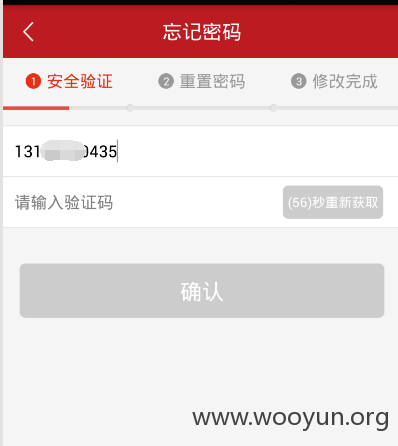 忘记密码
1 安全验证 2 重置密码 3 修改完成
131 0435
请输入验证码 (56)秒重新获取
确认
www.wooyun.org